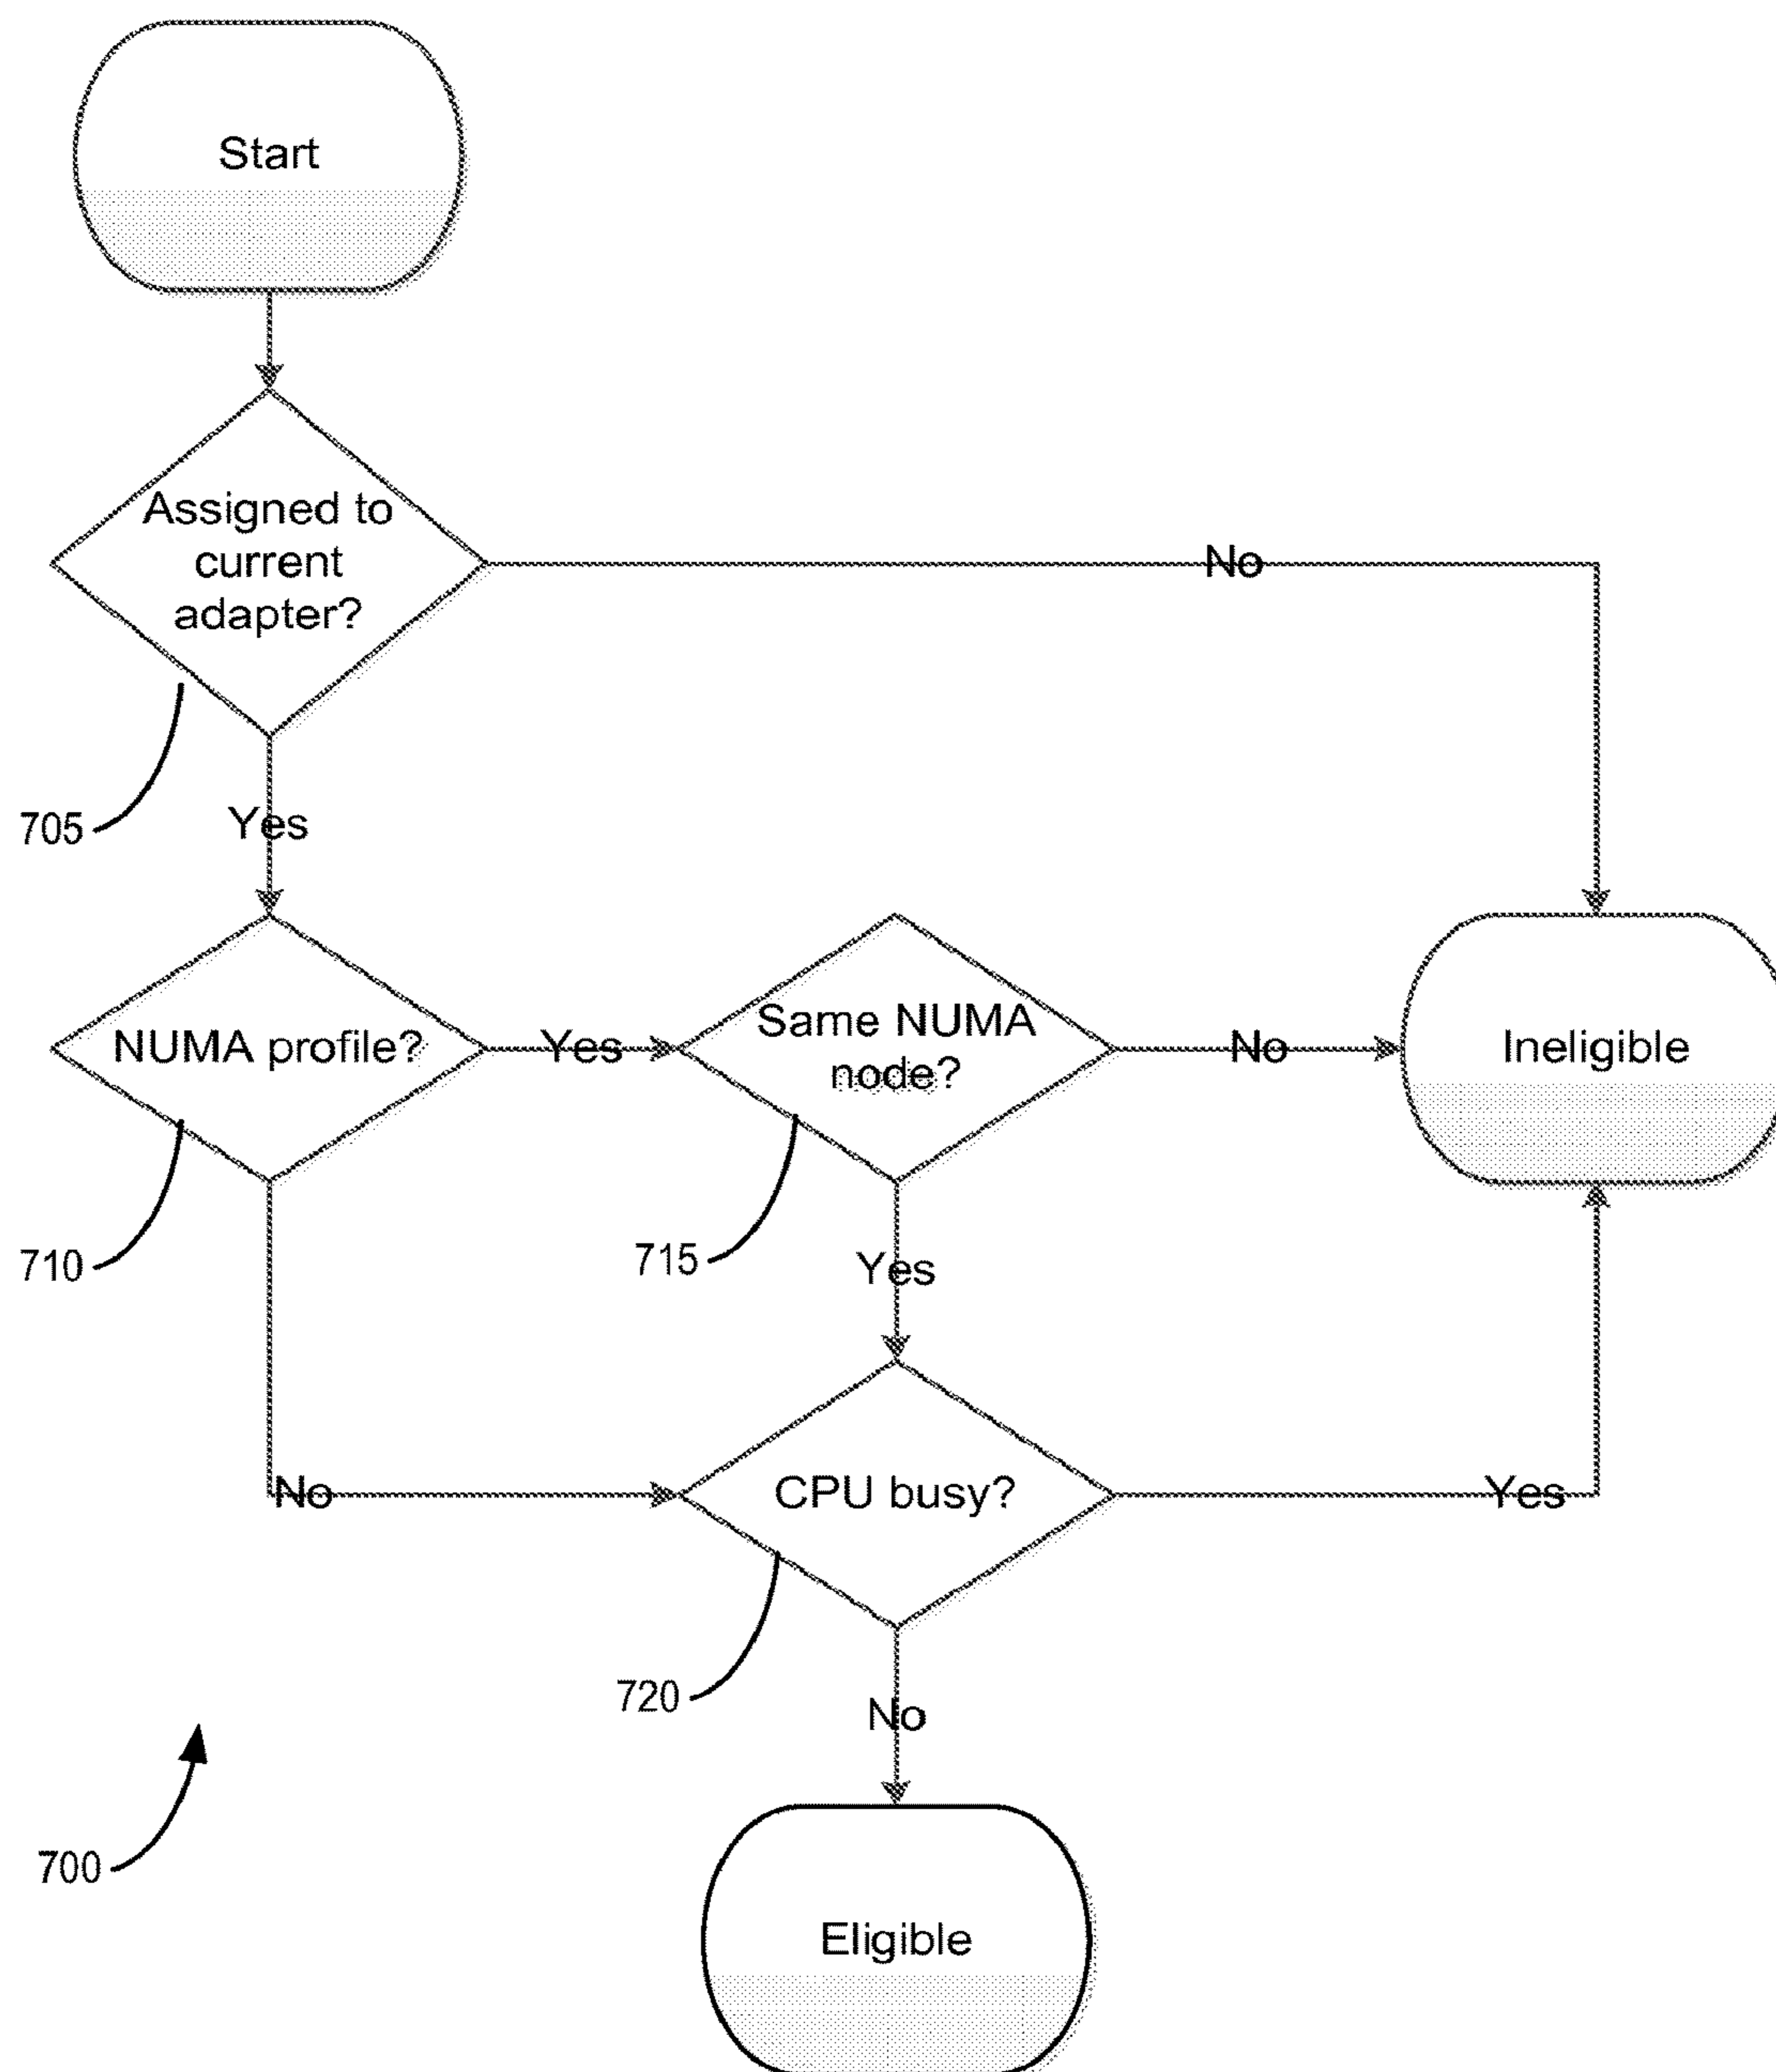 Start
Assigned to
current
adapter?
No
705
Yes
NUMA profile?
Yes
Same NUMA
node?
No
Ineligible
710
715
Yes
No
CPU busy?
Yes
720
No
700
Eligible